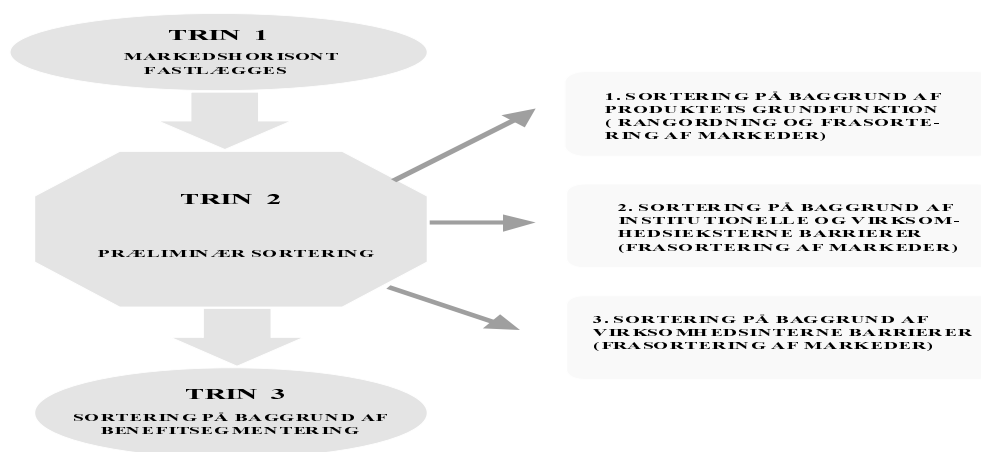 TRIN 1
MARKEDSHORISONT
FASTLÆGGES
TRIN 2
PRÆLIMINÆR SORTERING
1. SORTERING PÅ BAGGRUND AF
PRODUKTETS GRUNDFUNKTION
( RANGORDNING OG FRASORTE-
RING AF MARKEDER)
2. SORTERING PÅ BAGGRUND AF
INSTITUTIONELLE OG VIRKSOM-
HEDSIEKSTERNE BARRIERER
(FRASORTERING AF MARKEDER)
3. SORTERING PÅ BAGGRUND AF
VIRKSOMHEDSINTERNE BARRIERER
(FRASORTERING AF MARKEDER)
TRIN 3
SORTERING PÅ BAGGRUND AF
BENEFITSEGMENTERING